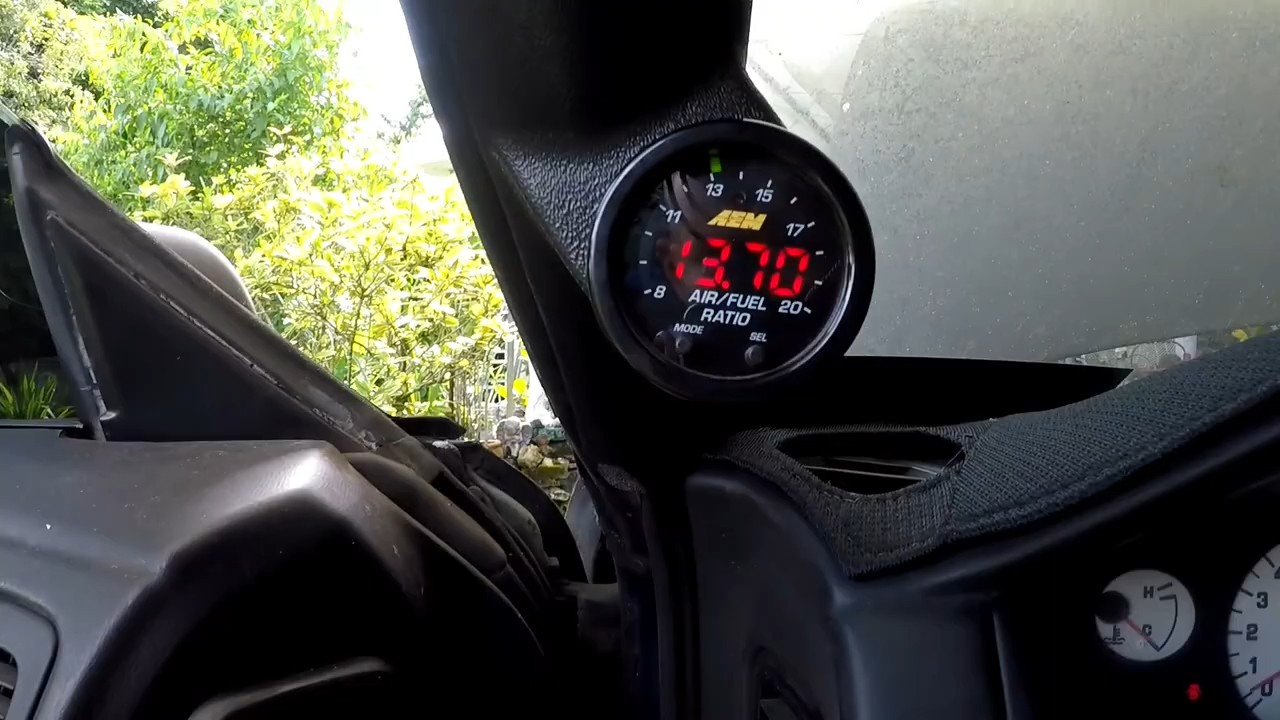 13 15
11 17
AEM
13.70
8 20
AIR/FUEL
RATIO
MODE SEL
H
C
3
2
1
0